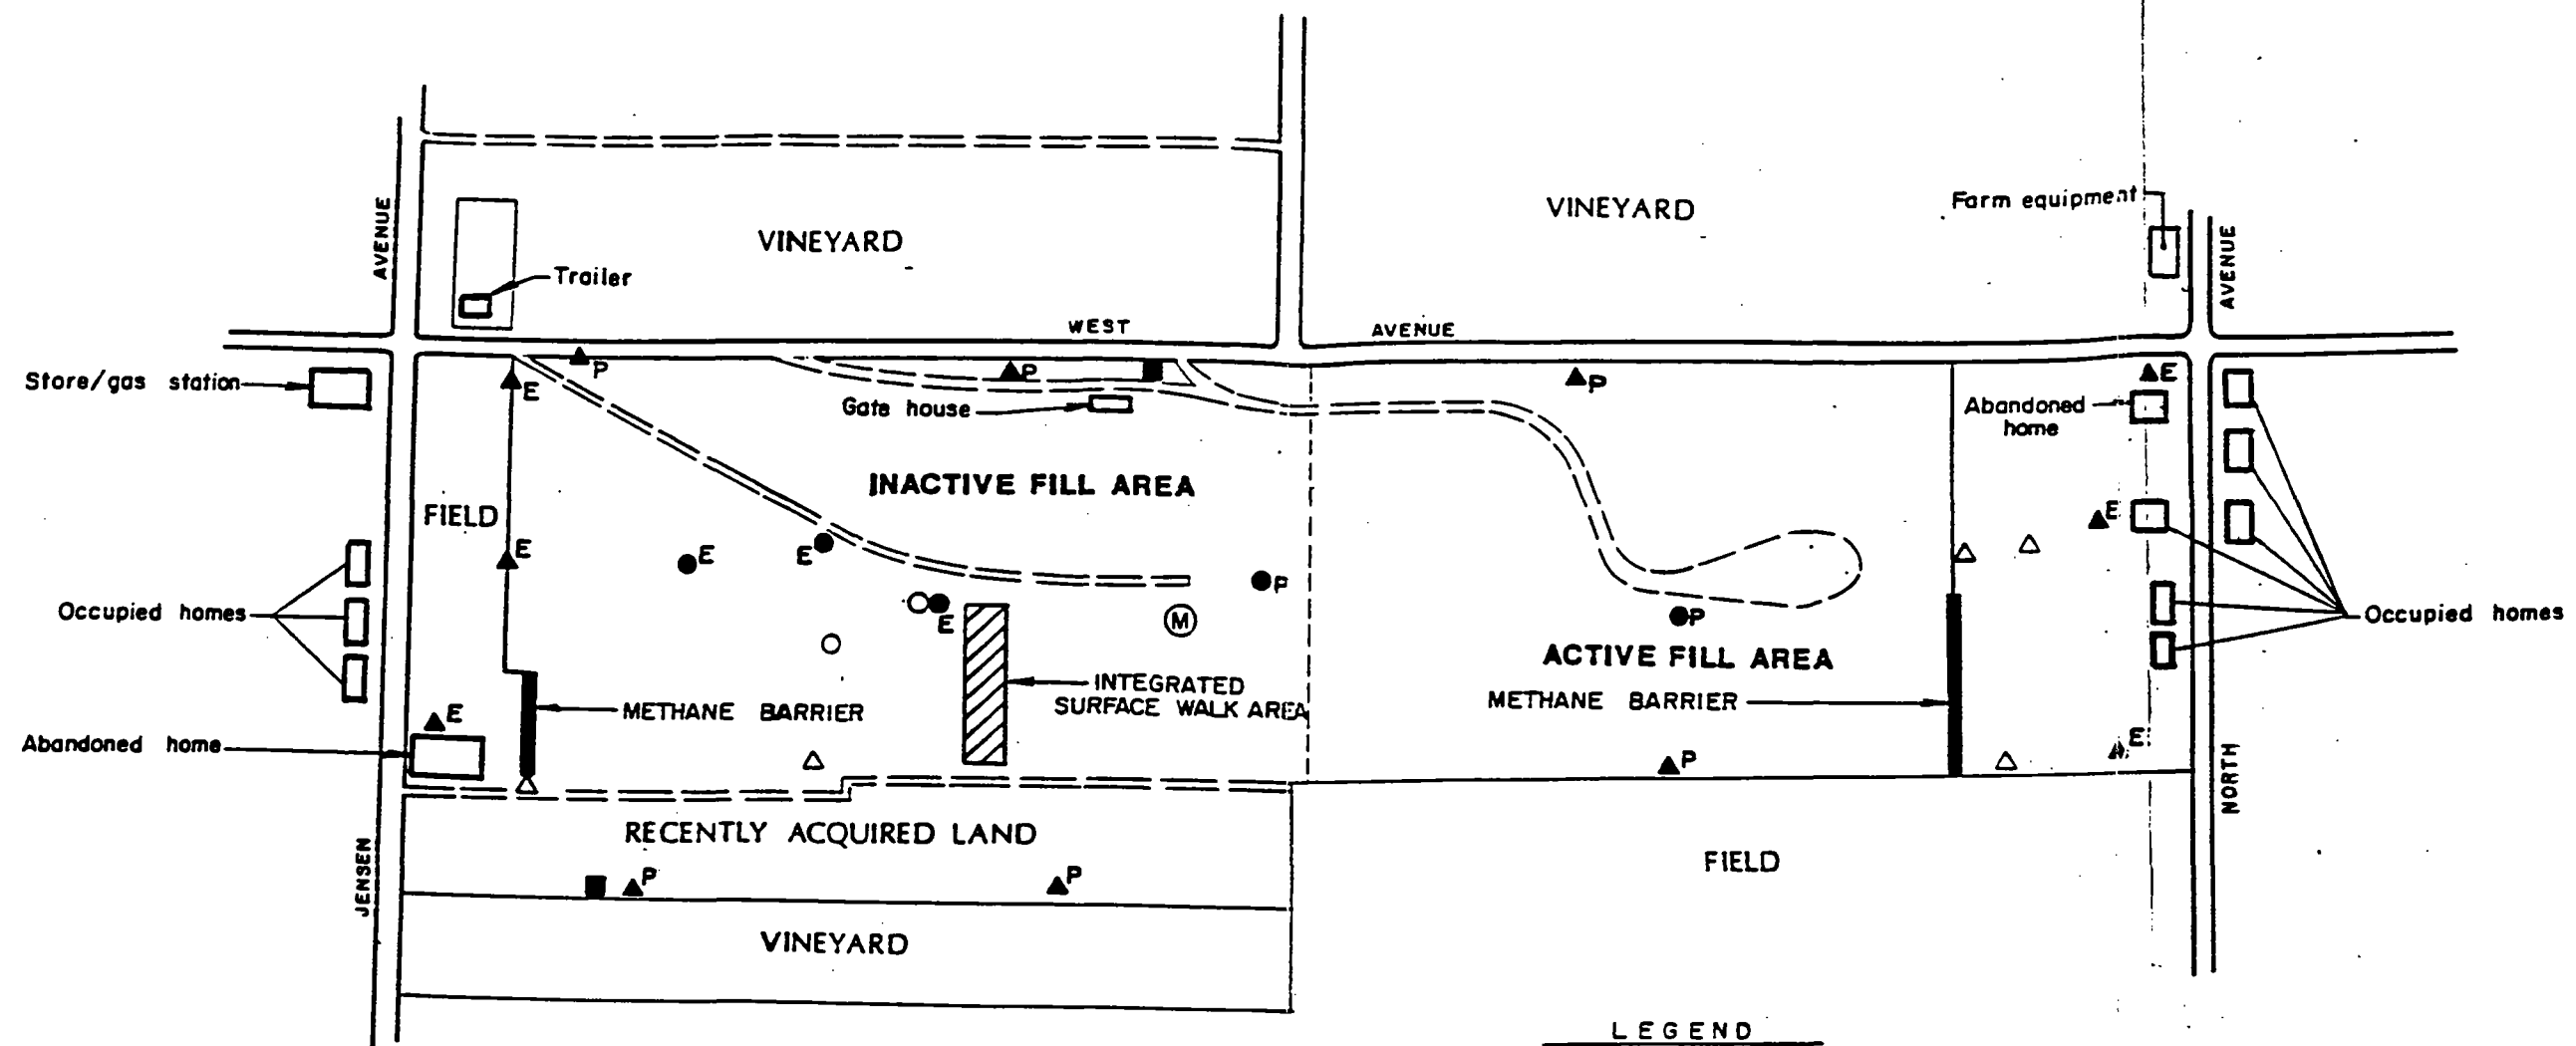 AVENUE
VINEYARD
VINEYARD
Farm equipment
AVENUE
Trailer
WEST
AVENUE
Store/gas station
P
P
P
E
E
Gate house
Abandoned
home
INACTIVE FILL AREA
FIELD
E
E
E
E
P
E
P
M
Occupied homes
Occupied homes
ACTIVE FILL AREA
INTEGRATED
SURFACE WALK AREA
METHANE BARRIER
METHANE BARRIER
E
Abandoned home
P
E
NORTH
RECENTLY ACQUIRED LAND
FIELD
JENSEN
P
P
VINEYARD
LEGEND